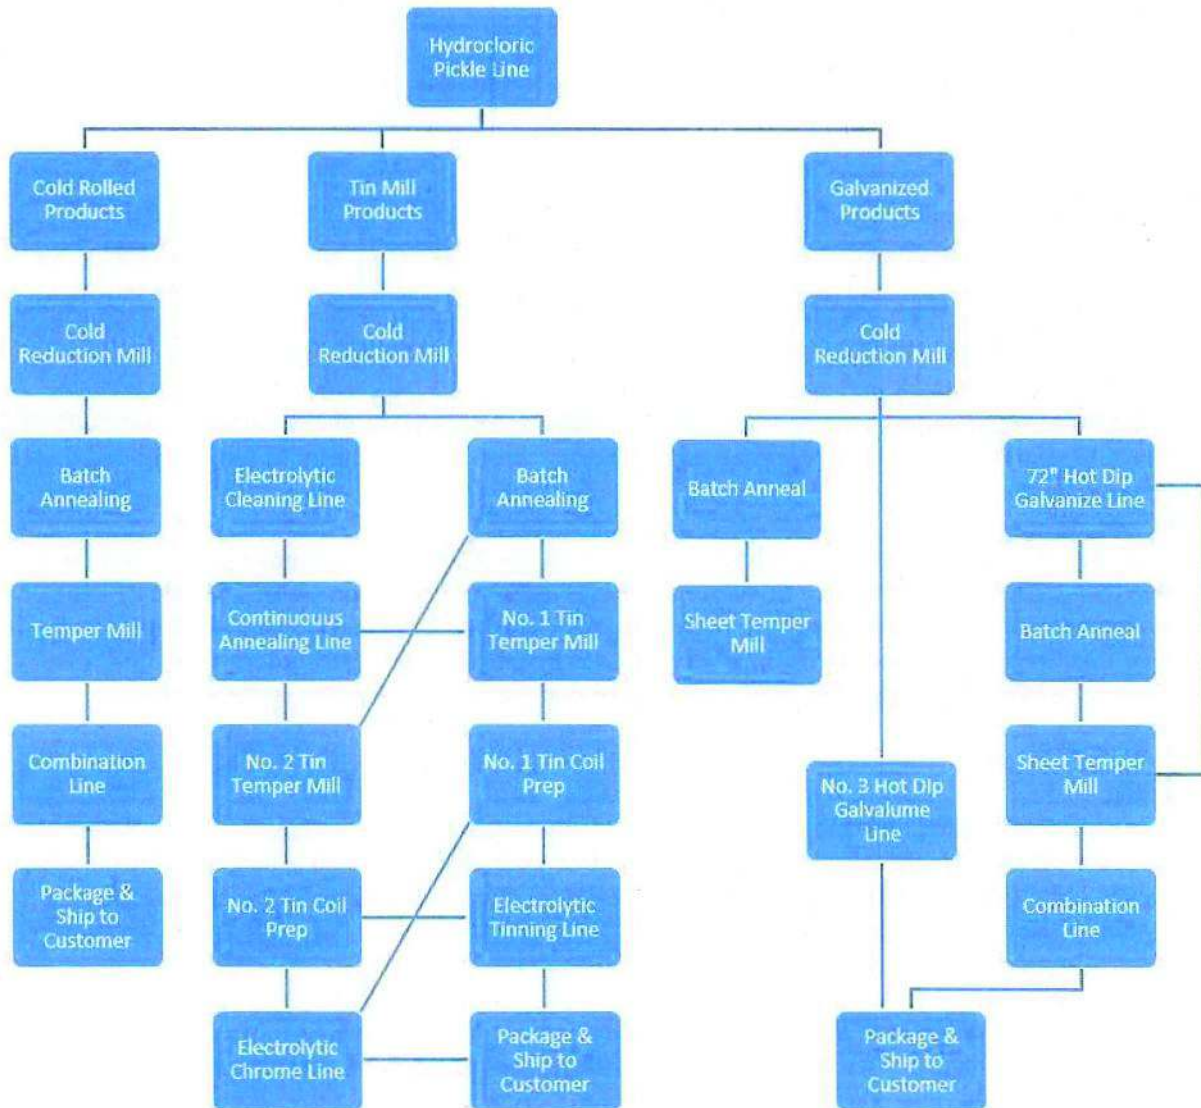 Hydrocloric
Pickle Line
Cold Rolled
Products
Tin Mill
Products
Galvanized
Products
Cold
Reduction Mill
Cold
Reduction Mill
Cold
Reduction Mill
Batch
Annealing
Electrolytic
Cleaning Line
Batch
Annealing
Batch Anneal
72" Hot Dip
Galvanize Line
Temper Mill
Continuous
Annealing Line
No. 1 Tin
Temper Mill
Sheet Temper
Mill
Batch Anneal
Combination
Line
No. 2 Tin
Temper Mill
No. 1 Tin Coil
Prep
No. 3 Hot Dip
Galvalume
Line
Sheet Temper
Mill
Package &
Ship to
Customer
No. 2 Tin Coil
Prep
Electrolytic
Tinning Line
Combination
Line
Electrolytic
Chrome Line
Package &
Ship to
Customer
Package &
Ship to
Customer